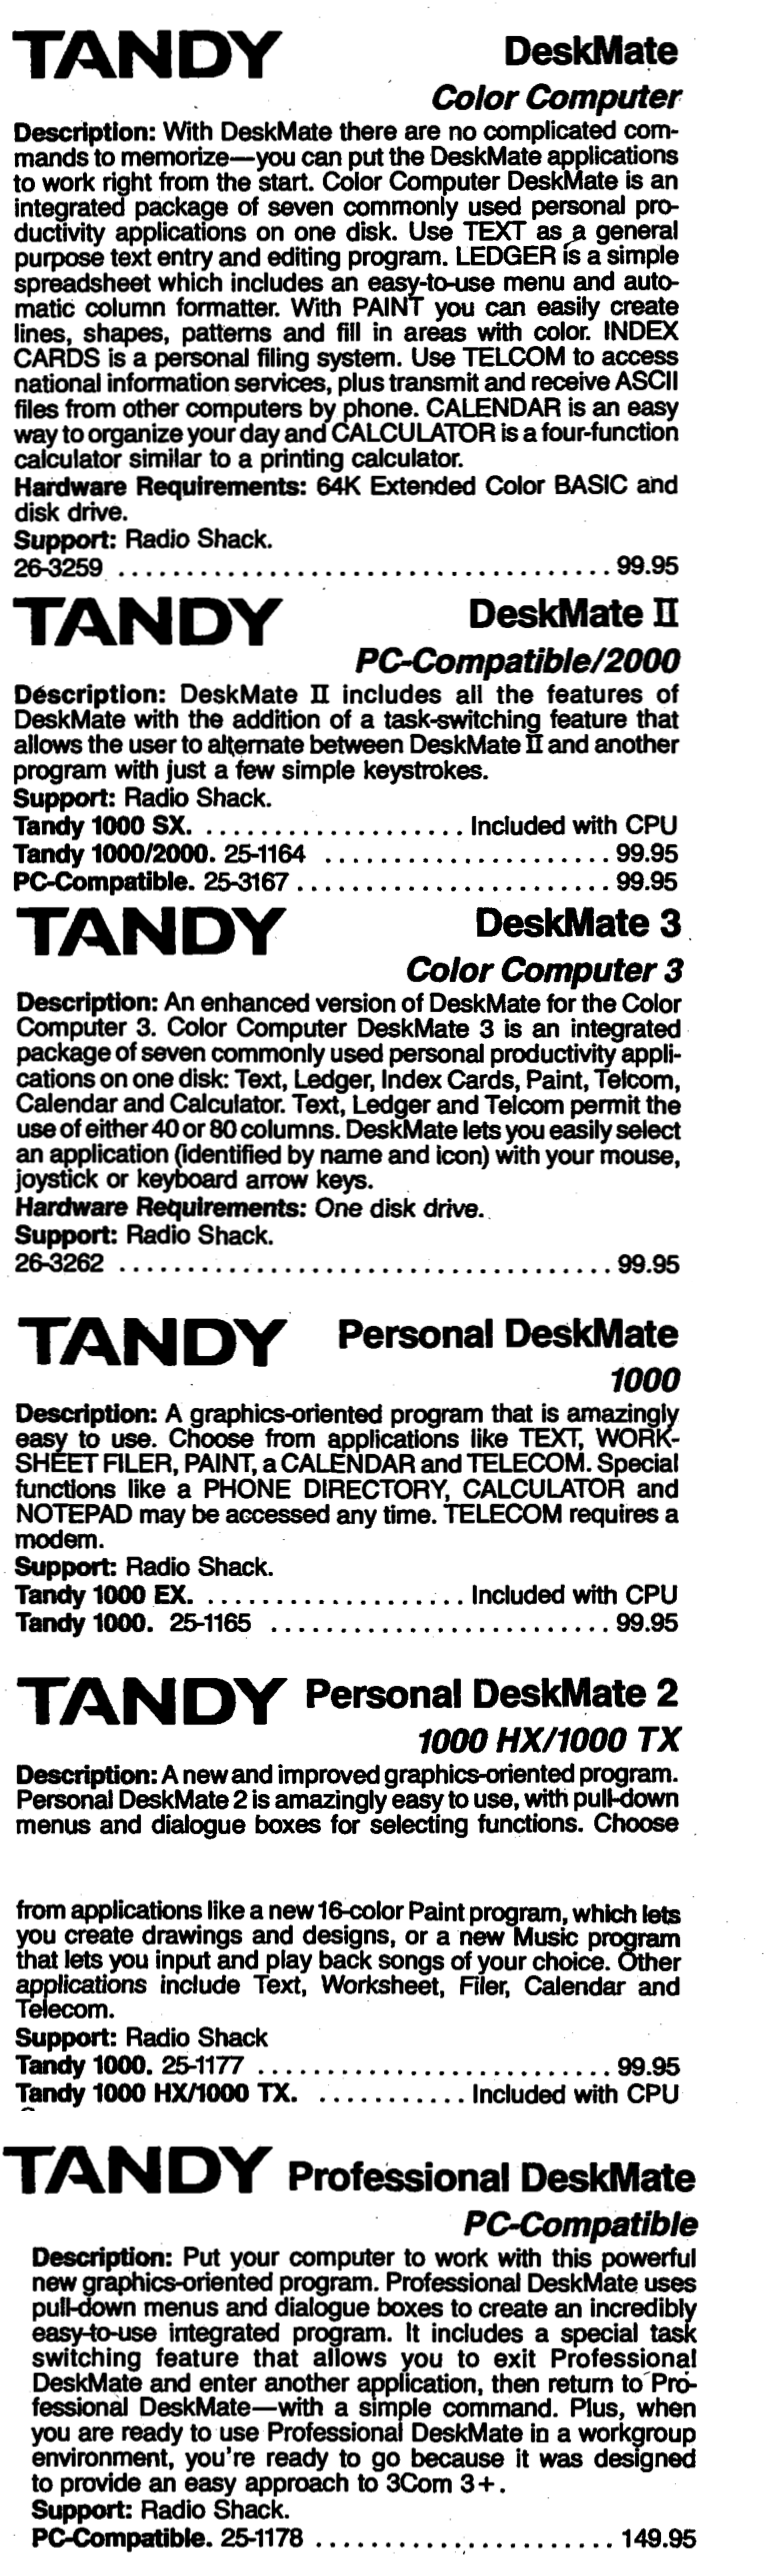 TANDY DeskMate
Color Computer
Description: With DeskMate there are no complicated com-
mands to memorize—you can put the DeskMate applications
to work right from the start. Color Computer DeskMate is an
integrated package of seven commonly used personal pro-
ductivity applications on one disk. Use TEXT as a general
purpose text entry and editing program. LEDGER is a simple
spreadsheet which includes an easy-to-use menu and auto-
matic column formatter. With PAINT you can easily create
lines, shapes, patterns and fill in areas with color. INDEX
CARDS is a personal filing system. Use TELCOM to access
national information services, plus transmit and receive ASCII
files from other computers by phone. CALENDAR is an easy
way to organize your day and CALCULATOR is a four-function
calculator similar to a printing calculator.
Hardware Requirements: 64K Extended Color BASIC and
disk drive.
Support: Radio Shack.
26-3259 .................................... 99.95
TANDY DeskMate II
PC-Compatible/2000
Description: DeskMate II includes all the features of
DeskMate with the addition of a task-switching feature that
allows the user to alternate between DeskMate II and another
program with just a few simple keystrokes.
Support: Radio Shack.
Tandy 1000 SX. ................... Included with CPU
Tandy 1000/2000. 25-1164 ..................... 99.95
PC-Compatible. 25-3167 ....................... 99.95
TANDY DeskMate 3
Color Computer 3
Description: An enhanced version of DeskMate for the Color
Computer 3. Color Computer DeskMate 3 is an integrated
package of seven commonly used personal productivity appli-
cations on one disk: Text, Ledger, Index Cards, Paint, Telcom,
Calendar and Calculator. Text, Ledger and Telcom permit the
use of either 40 or 80 columns. DeskMate lets you easily select
an application (identified by name and icon) with your mouse,
joystick or keyboard arrow keys.
Hardware Requirements: One disk drive.
Support: Radio Shack.
26-3262 .................................... 99.95
TANDY Personal DeskMate
1000
Description: A graphics-oriented program that is amazingly
easy to use. Choose from applications like TEXT, WORK-
SHEET FILER, PAINT, a CALENDAR and TELECOM. Special
functions like a PHONE DIRECTORY, CALCULATOR and
NOTEPAD may be accessed any time. TELECOM requires a
modem.
Support: Radio Shack.
Tandy 1000 EX. ................... Included with CPU
Tandy 1000. 25-1165 ......................... 99.95
TANDY Personal DeskMate 2
1000 HX/1000 TX
Description: A new and improved graphics-oriented program.
Personal DeskMate 2 is amazingly easy to use, with pull-down
menus and dialogue boxes for selecting functions. Choose
from applications like a new 16-color Paint program, which lets
you create drawings and designs, or a new Music program
that lets you input and play back songs of your choice. Other
applications include Text, Worksheet, Filer, Calendar and
Telecom.
Support: Radio Shack
Tandy 1000. 25-1177 .......................... 99.95
Tandy 1000 HX/1000 TX. ........... Included with CPU
TANDY Professional DeskMate
PC-Compatible
Description: Put your computer to work with this powerful
new graphics-oriented program. Professional DeskMate uses
pull-down menus and dialogue boxes to create an incredibly
easy-to-use integrated program. It includes a special task
switching feature that allows you to exit Professional
DeskMate and enter another application, then return to Pro-
fessional DeskMate—with a simple command. Plus, when
you are ready to use Professional DeskMate in a workgroup
environment, you're ready to go because it was designed
to provide an easy approach to 3Com 3+.
Support: Radio Shack.
PC-Compatible. 25-1178 ...................... 149.95